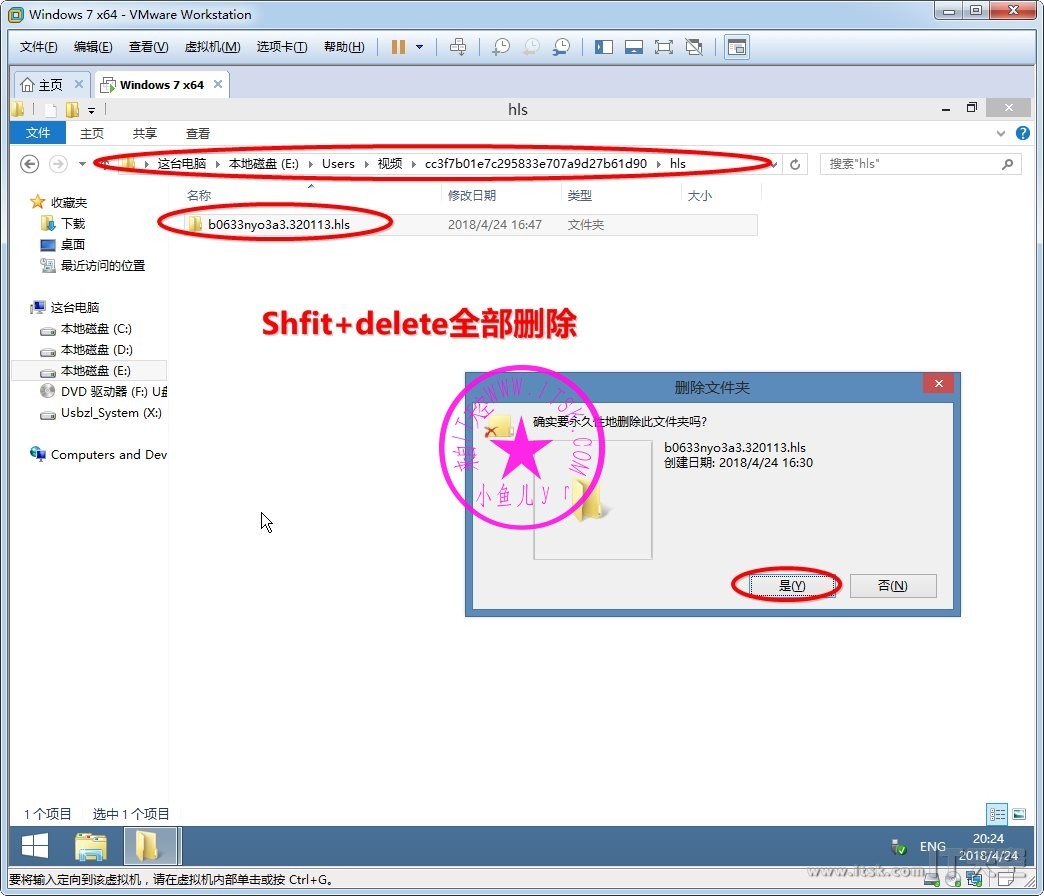 Windows 7 x64 - VMware Workstation
文件(F) 编辑(E) 查看(V) 虚拟机(M) 选项卡(T) 帮助(H)
主页 Windows 7 x64
hls
文件 主页 共享 查看
这台电脑 本地磁盘 (E:) Users 视频 cc3f7b01e7c295833e707a9d27b61d90 hls 搜索"hls"
名称 修改日期 类型 大小
b0633nyo3a3.320113.hls 2018/4/24 16:47 文件夹
收藏夹
下载
桌面
最近访问的位置
这台电脑
本地磁盘 (C:)
本地磁盘 (D:)
本地磁盘 (E:)
DVD 驱动器 (F:) U盘
Usbzl_System (X:)
Computers and Dev
Shfit+delete全部删除
删除文件夹
确实要永久性地删除此文件夹吗?
b0633nyo3a3.320113.hls
创建日期: 2018/4/24 16:30
是(Y) 否(N)
WWW.ITSK.COM
小鱼儿yr
1 个项目 选中 1 个项目
ENG
20:24
2018/4/24
www.itsk.com IT天空
要将输入定向到该虚拟机，请在虚拟机内部单击或按 Ctrl+G。